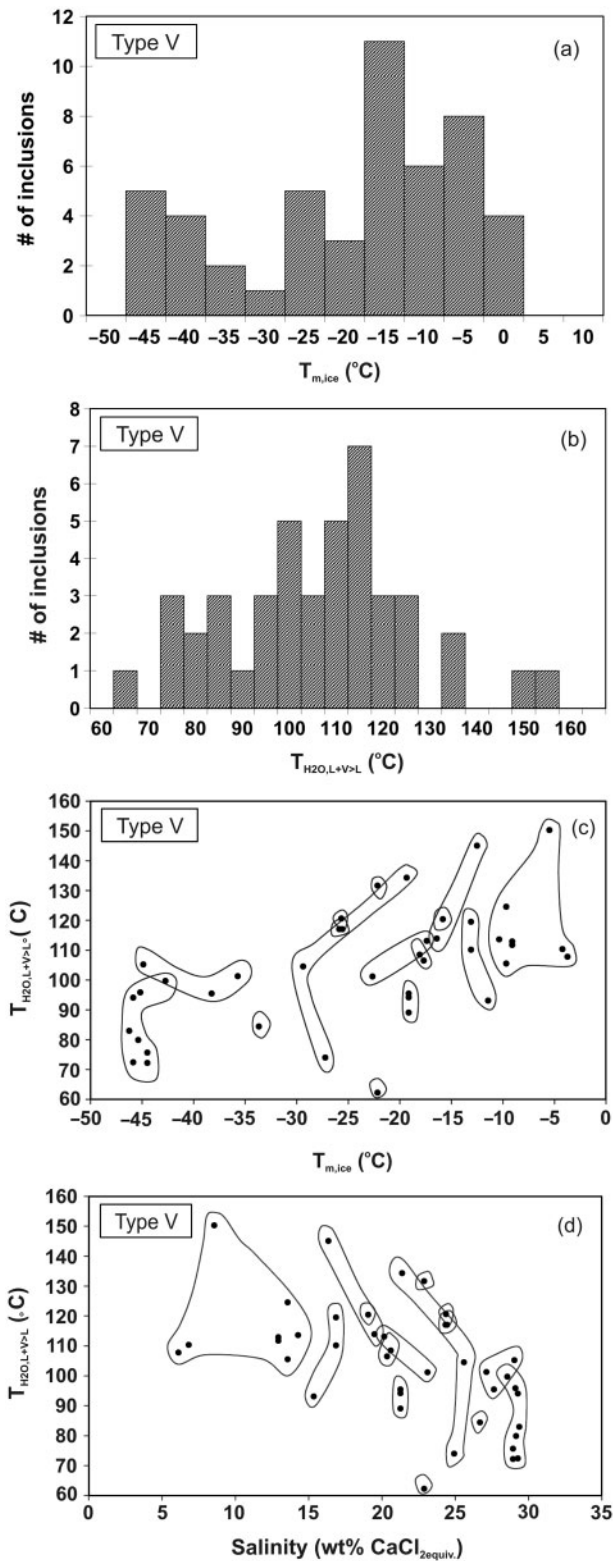 12
Type V
(a)
10
8
6
4
2
0
# of inclusions
−50 −45 −40 −35 −30 −25 −20 −15 −10 −5 0 5 10
Tm,ice (°C)
8
Type V
(b)
7
6
5
4
3
2
1
0
# of inclusions
60 70 80 90 100 110 120 130 140 150 160
TH2O,L+V>L (°C)
160
Type V
(c)
150
140
130
120
110
100
90
80
70
60
TH2O,L+V>L°( C)
−50 −45 −40 −35 −30 −25 −20 −15 −10 −5 0
Tm,ice (°C)
160
Type V
(d)
150
140
130
120
110
100
90
80
70
60
TH2O,L+V>L (°C)
0 5 10 15 20 25 30 35
Salinity (wt% CaCl2equiv.)